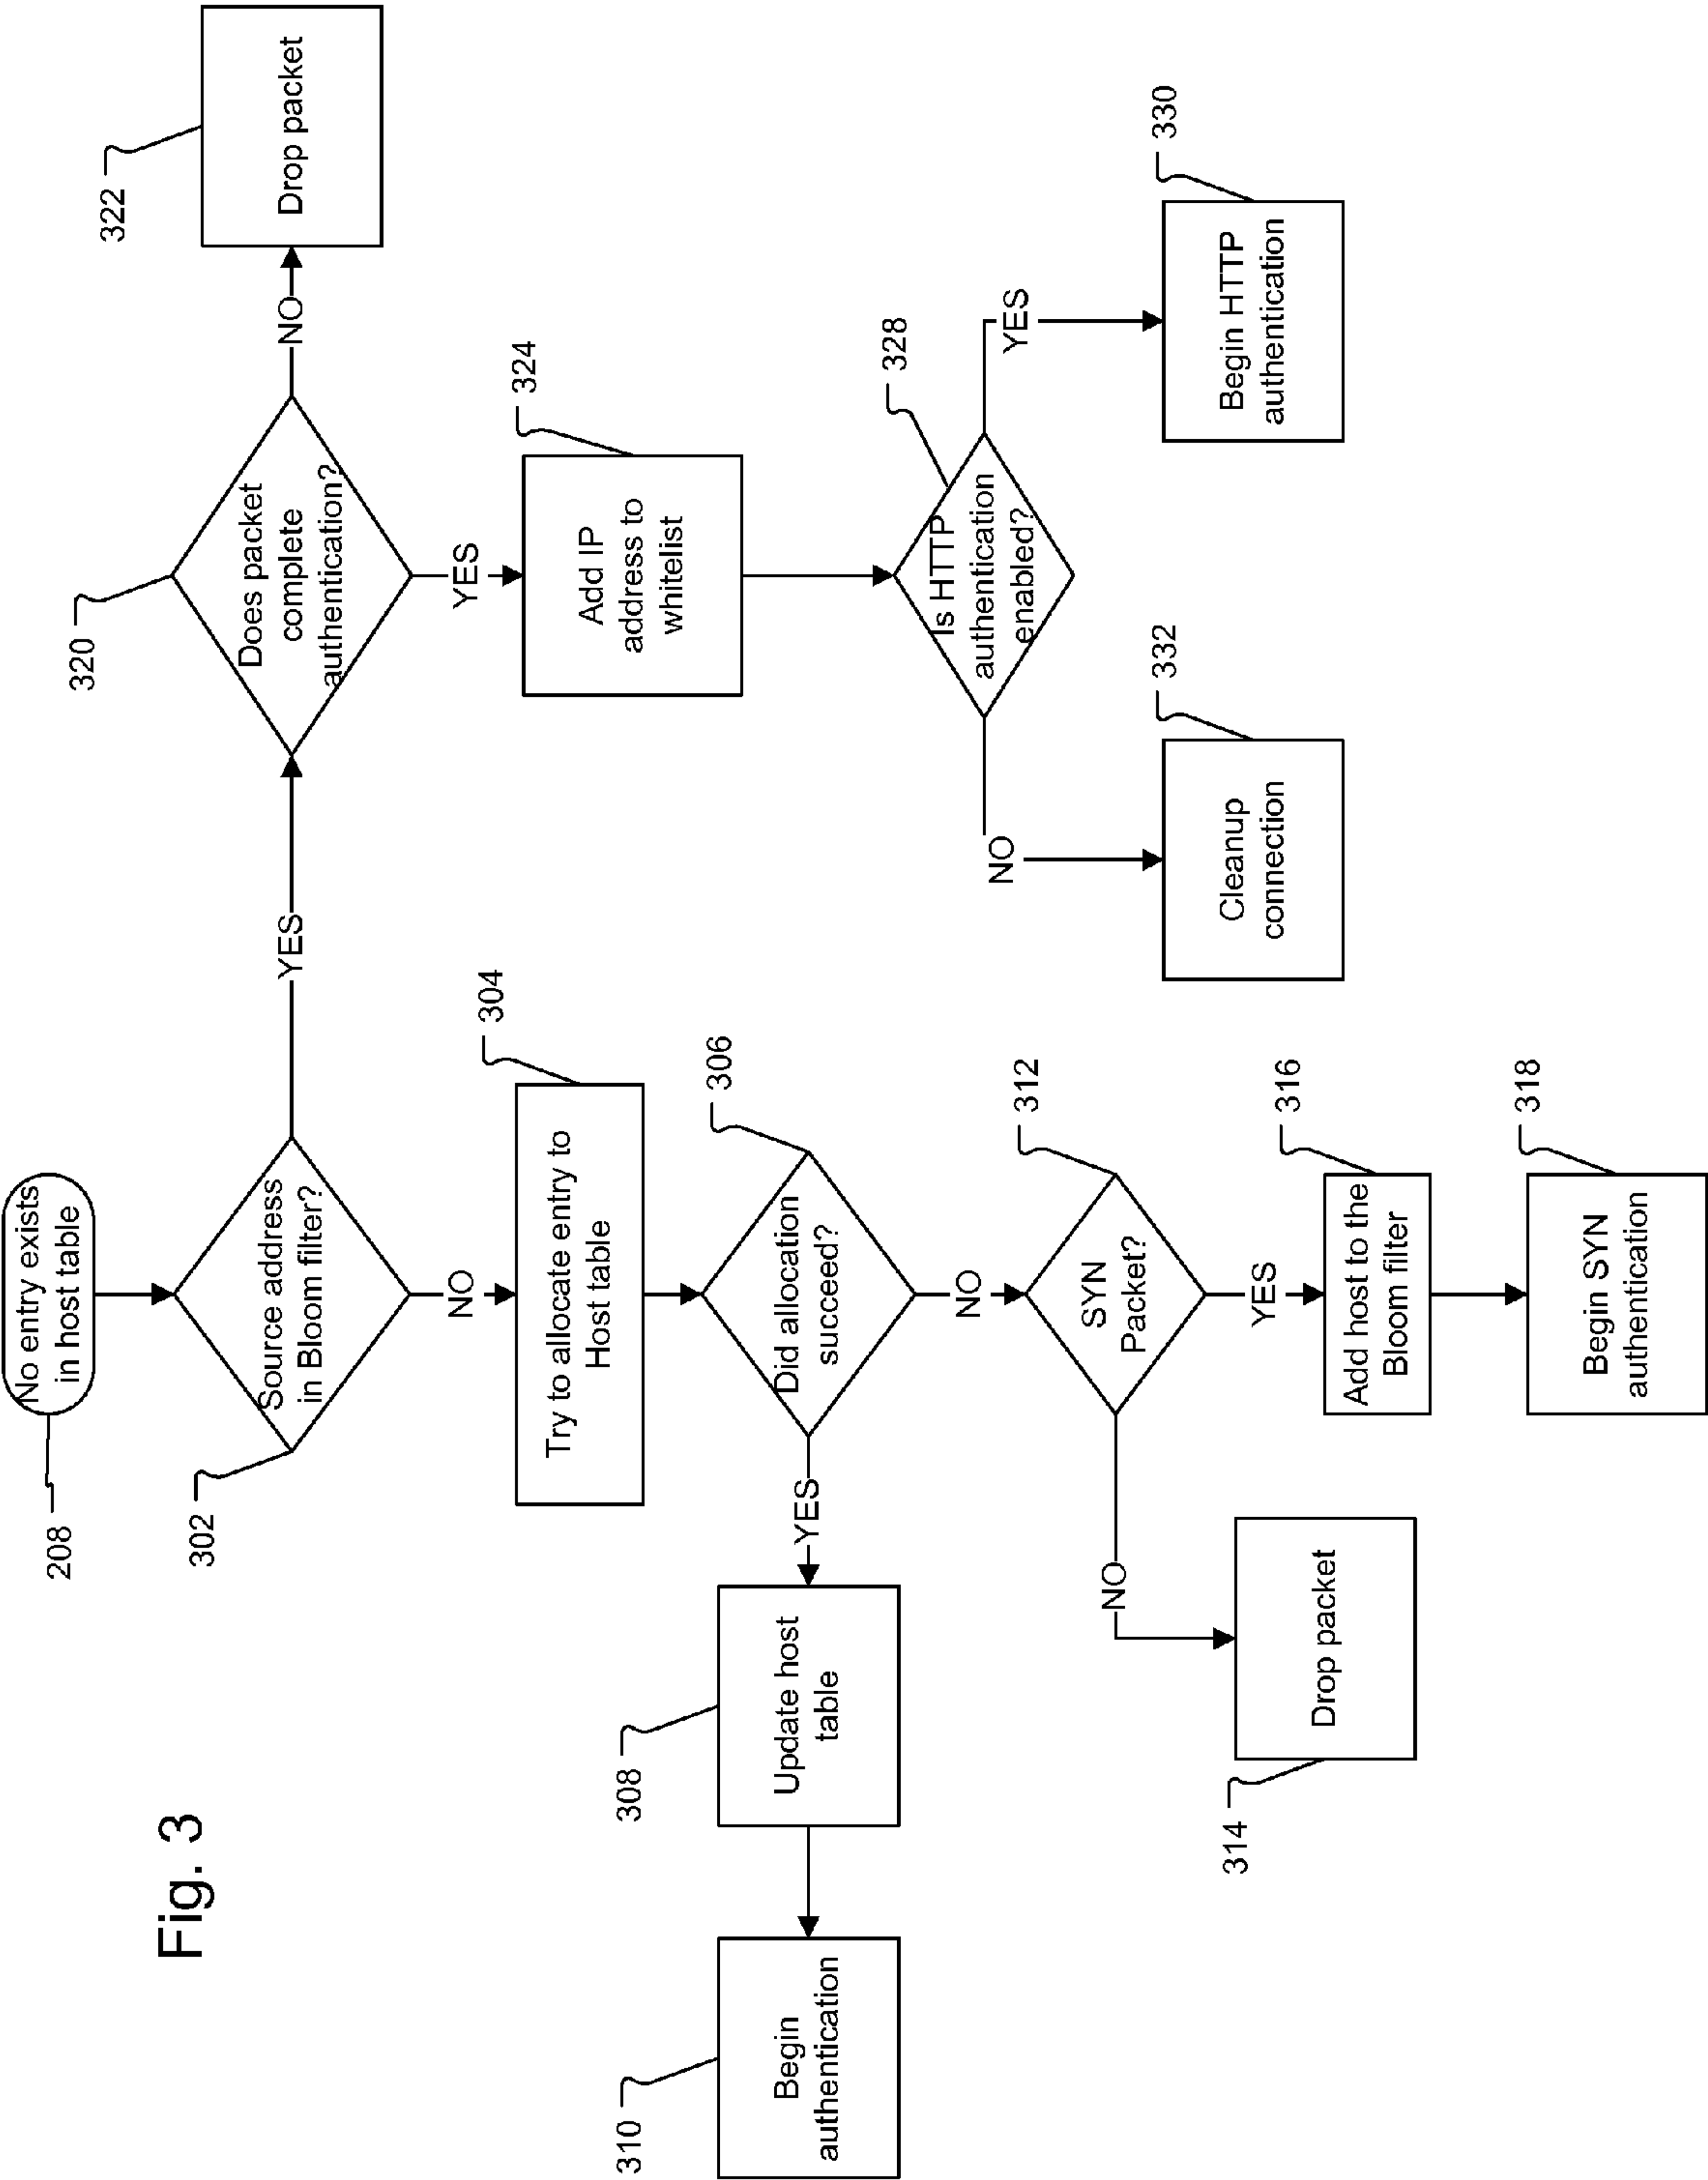 Fig. 3
208
No entry exists
in host table
302
Source address
in Bloom filter?
YES
NO
320
Does packet
complete
authentication?
NO
322
Drop packet
YES
324
Add IP
address to
whitelist
328
Is HTTP
authentication
enabled?
YES
330
Begin HTTP
authentication
NO
332
Cleanup
connection
304
Try to allocate entry to
Host table
306
Did allocation
succeed?
YES
308
Update host
table
310
Begin
authentication
NO
312
SYN
Packet?
NO
314
Drop packet
YES
316
Add host to the
Bloom filter
318
Begin SYN
authentication